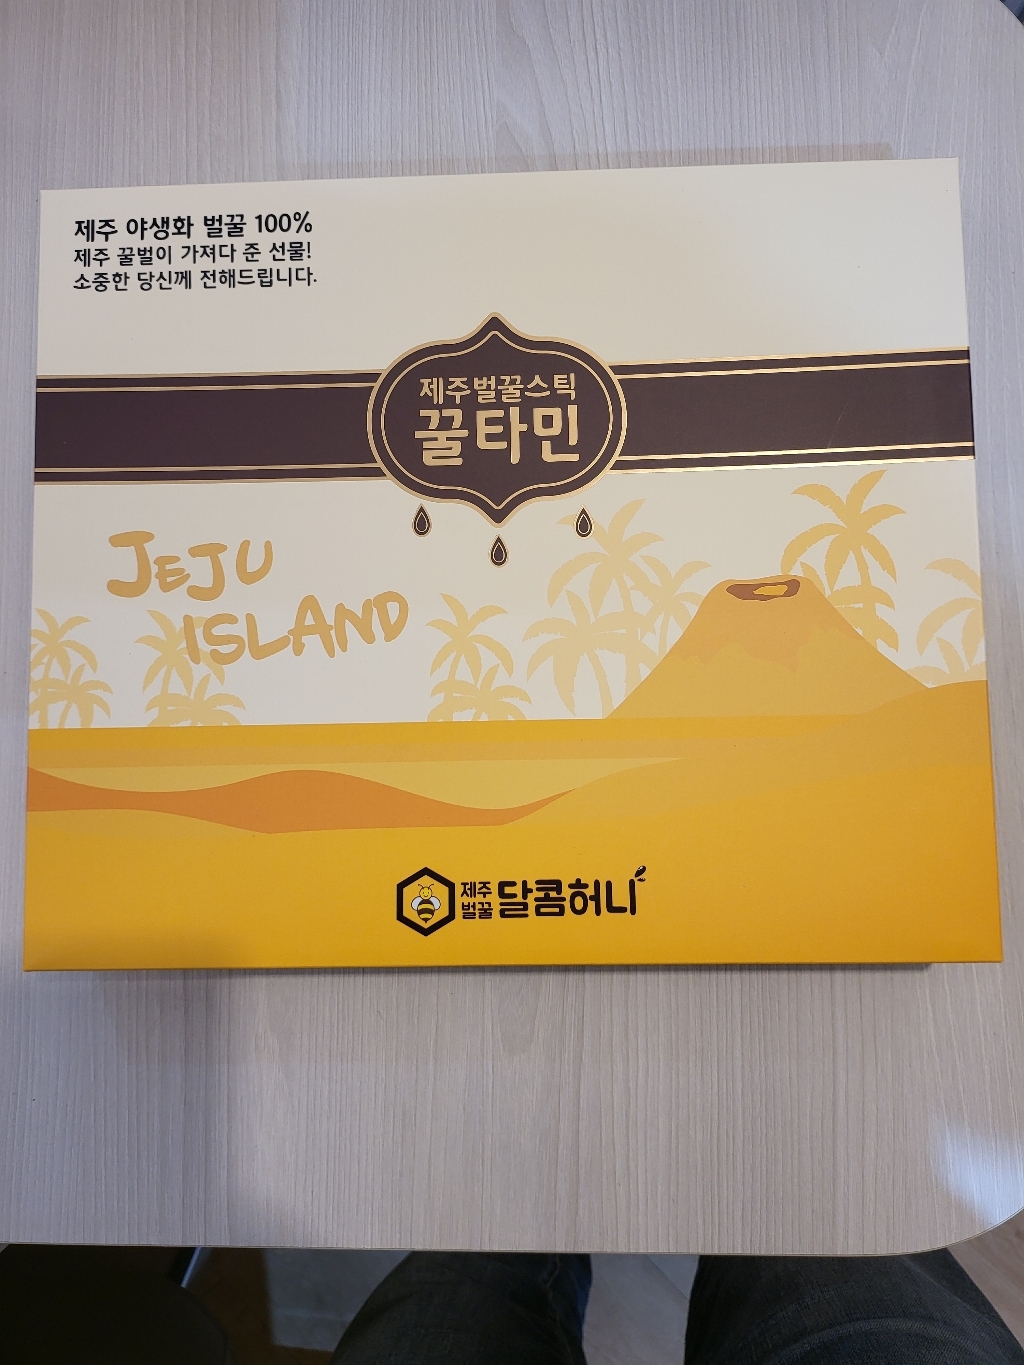 제주 야생화 벌꿀 100%
제주 꿀벌이 가져다 준 선물!
소중한 당신께 전해드립니다.
제주벌꿀스틱
꿀타민
JEJU
ISLAND
제주
벌꿀
달콤허니